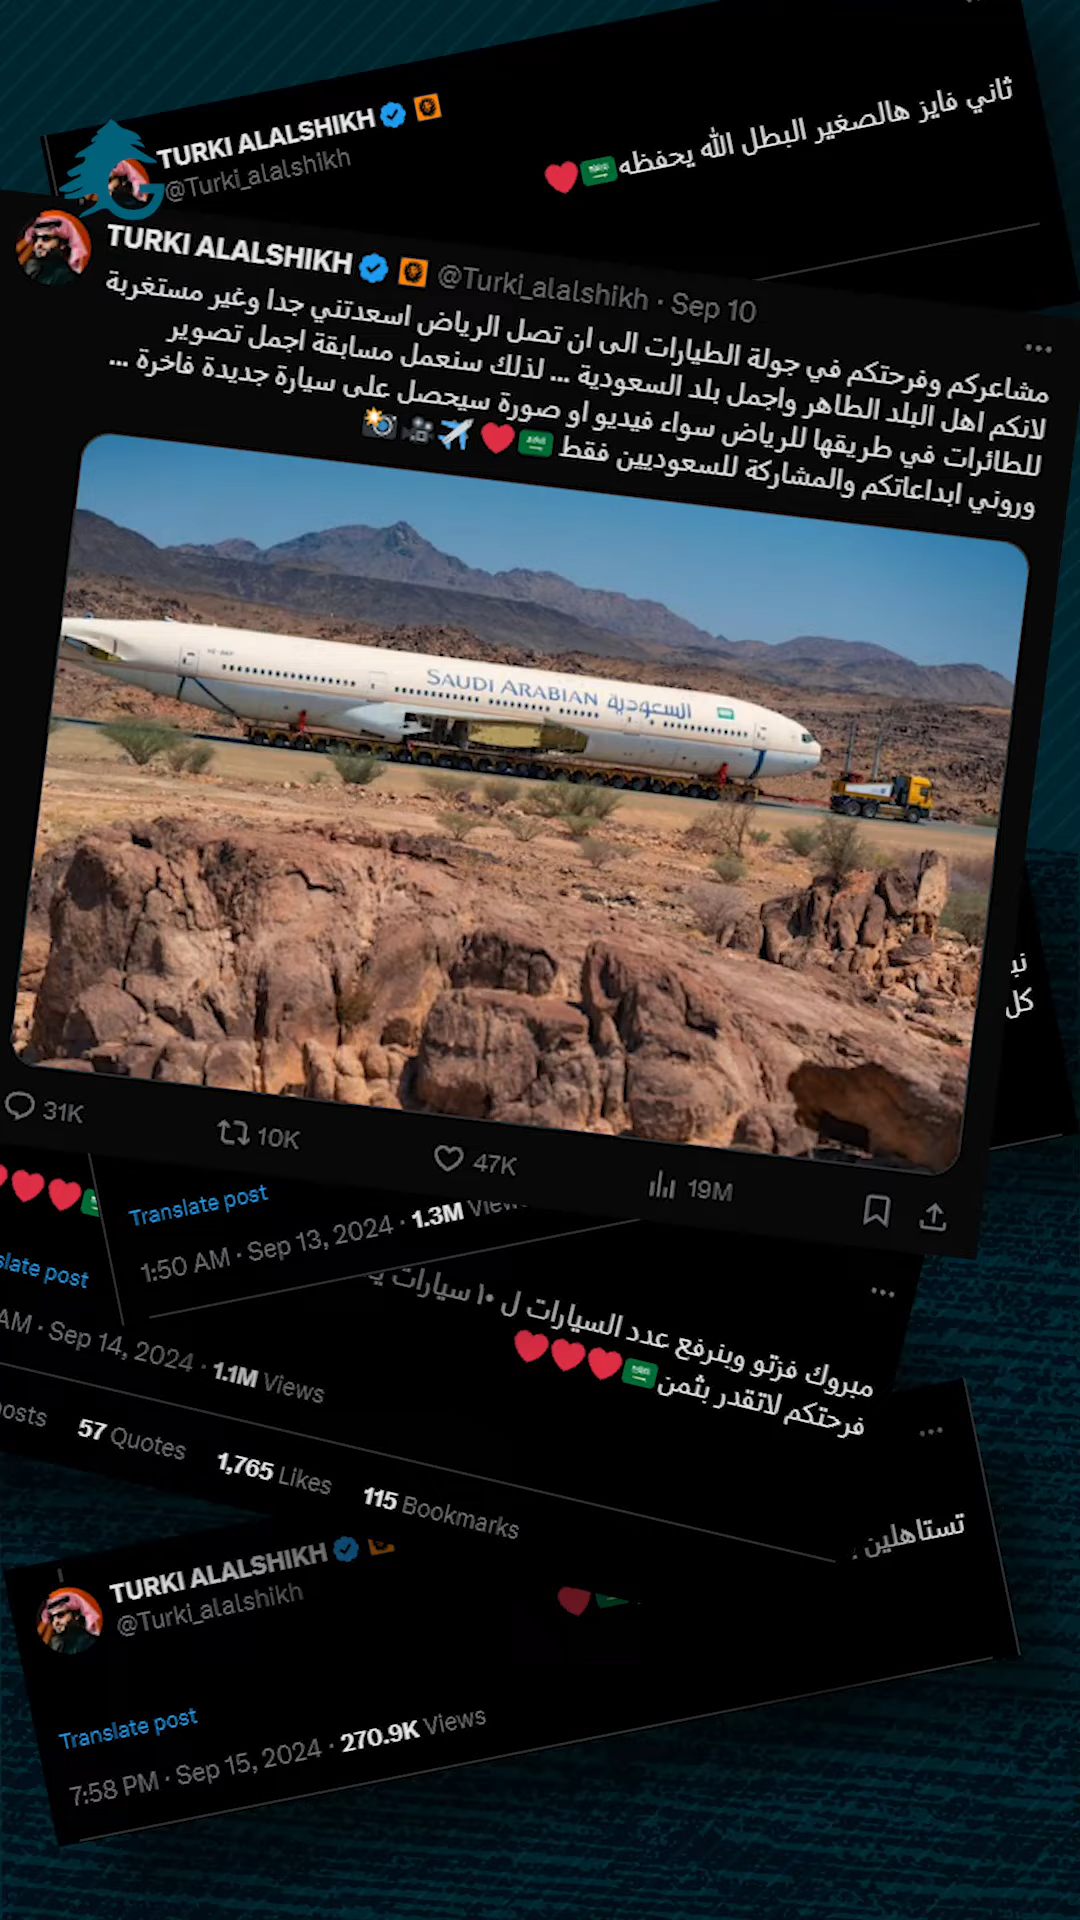 TURKI ALALSHIKH
@Turki_alalshikh
ثاني فايز هالصغير البطل الله يحفظه
TURKI ALALSHIKH @Turki_alalshikh · Sep 10
مشاعركم وفرحتكم في جولة الطيارات الى ان تصل الرياض اسعدتني جدا وغير مستغربة
لانكم اهل البلد الطاهر واجمل بلد السعودية ... لذلك سنعمل مسابقة اجمل تصوير
للطائرات في طريقها للرياض سواء فيديو او صورة سيحصل على سيارة جديدة فاخرة ...
وروني ابداعاتكم والمشاركة للسعوديين فقط
SAUDI ARABIAN السعودية
كل
31K 10K 47K 19M
Translate post
1:50 AM · Sep 13, 2024 · 1.3M Views
slate post
AM · Sep 14, 2024 · 1.1M Views
مبروك فزتو وبنرفع عدد السيارات ل ١٠ سيارات
فرحتكم لاتقدر بثمن
posts 57 Quotes 1,765 Likes 115 Bookmarks
TURKI ALALSHIKH
@Turki_alalshikh
تستاهلين
Translate post
7:58 PM · Sep 15, 2024 · 270.9K Views